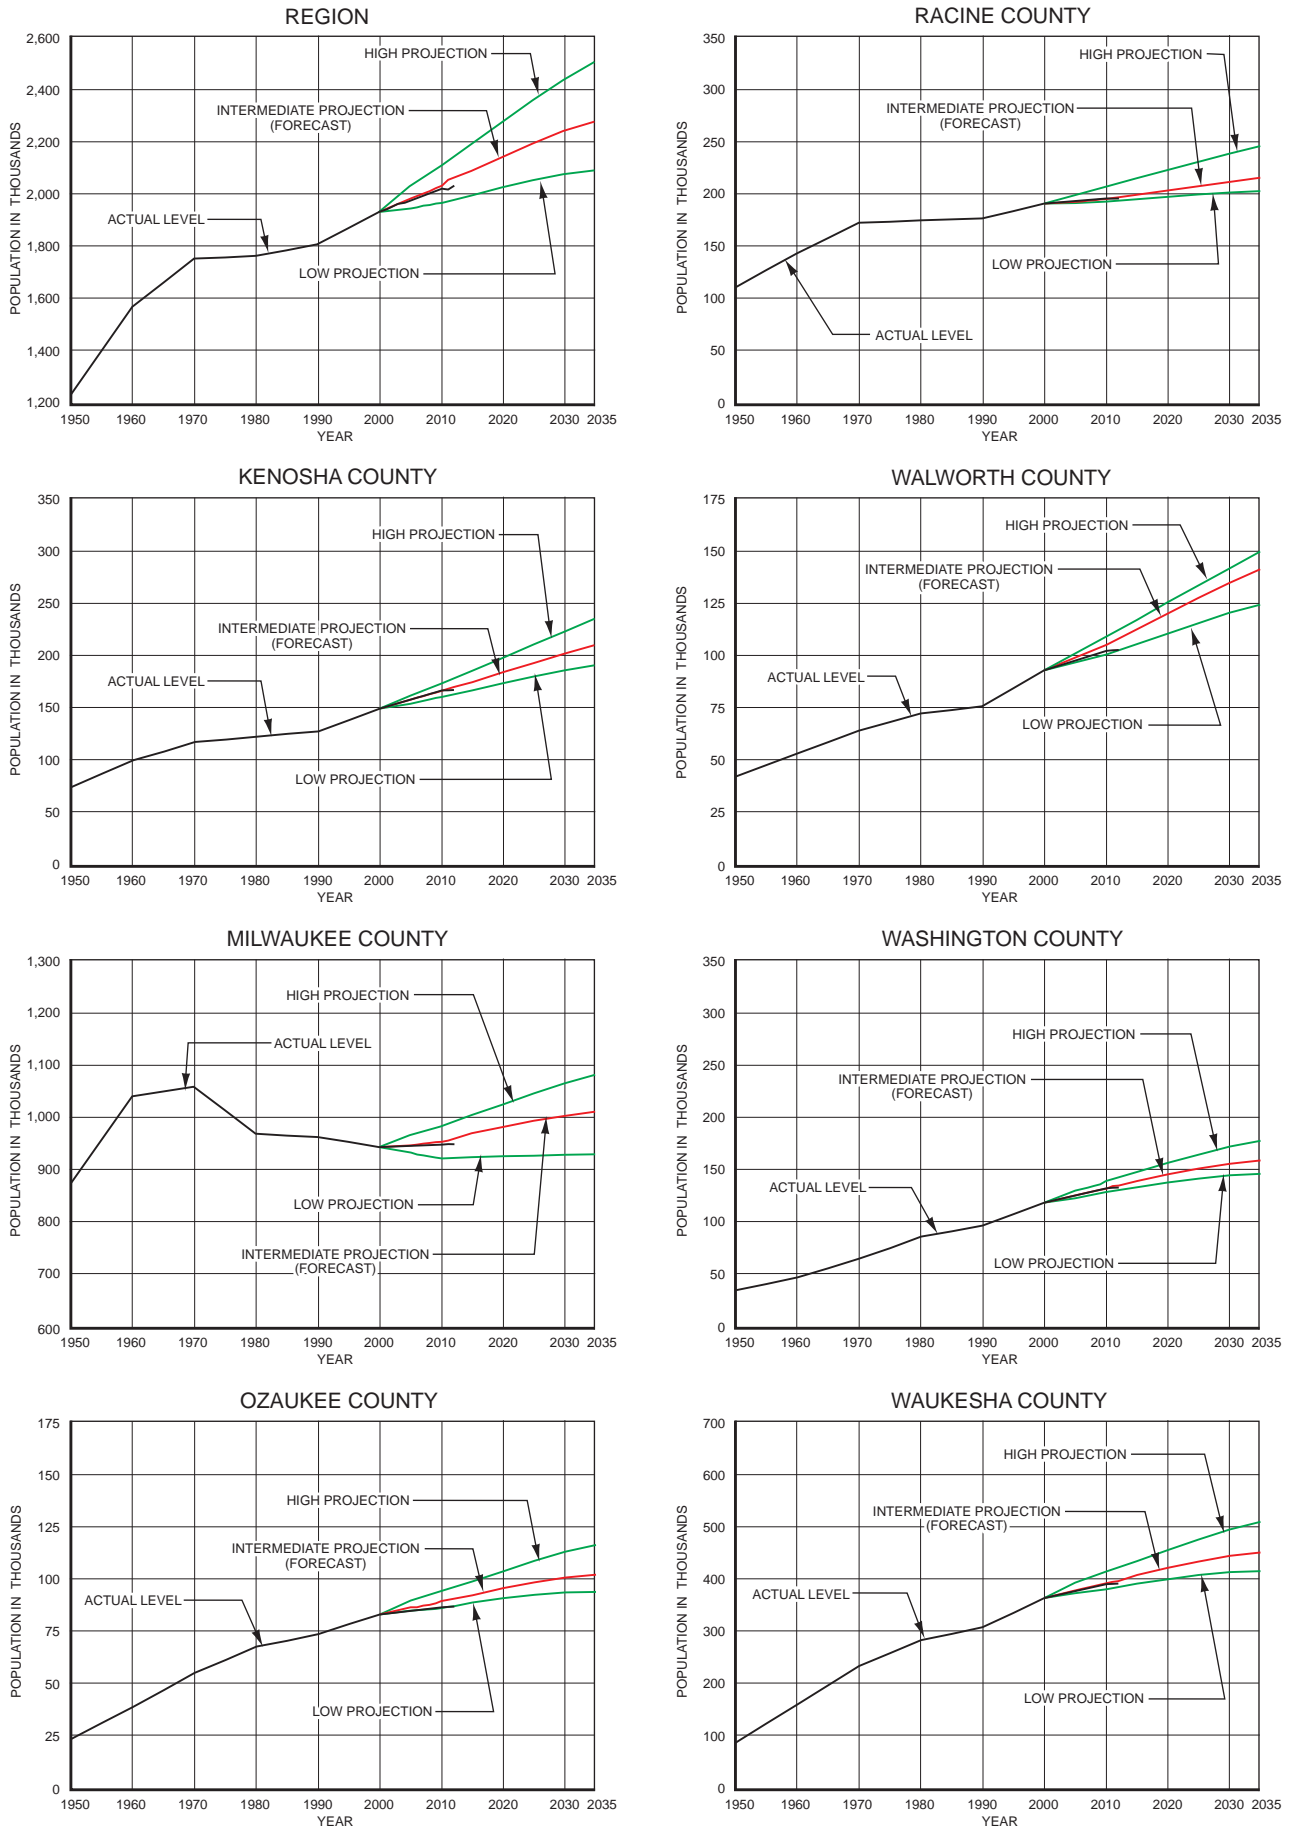 REGION
2,600
2,400
2,200
2,000
1,800
1,600
1,400
1,200
POPULATION IN THOUSANDS
HIGH PROJECTION
INTERMEDIATE PROJECTION
(FORECAST)
ACTUAL LEVEL
LOW PROJECTION
1950 1960 1970 1980 1990 2000 2010 2020 2030 2035
YEAR
RACINE COUNTY
350
300
250
200
150
100
50
0
POPULATION IN THOUSANDS
HIGH PROJECTION
INTERMEDIATE PROJECTION
(FORECAST)
LOW PROJECTION
ACTUAL LEVEL
1950 1960 1970 1980 1990 2000 2010 2020 2030 2035
YEAR
KENOSHA COUNTY
350
300
250
200
150
100
50
0
POPULATION IN THOUSANDS
HIGH PROJECTION
INTERMEDIATE PROJECTION
(FORECAST)
ACTUAL LEVEL
LOW PROJECTION
1950 1960 1970 1980 1990 2000 2010 2020 2030 2035
YEAR
WALWORTH COUNTY
175
150
125
100
75
50
25
0
POPULATION IN THOUSANDS
HIGH PROJECTION
INTERMEDIATE PROJECTION
(FORECAST)
ACTUAL LEVEL
LOW PROJECTION
1950 1960 1970 1980 1990 2000 2010 2020 2030 2035
YEAR
MILWAUKEE COUNTY
1,300
1,200
1,100
1,000
900
800
700
600
POPULATION IN THOUSANDS
HIGH PROJECTION
ACTUAL LEVEL
LOW PROJECTION
INTERMEDIATE PROJECTION
(FORECAST)
1950 1960 1970 1980 1990 2000 2010 2020 2030 2035
YEAR
WASHINGTON COUNTY
350
300
250
200
150
100
50
0
POPULATION IN THOUSANDS
HIGH PROJECTION
INTERMEDIATE PROJECTION
(FORECAST)
ACTUAL LEVEL
LOW PROJECTION
1950 1960 1970 1980 1990 2000 2010 2020 2030 2035
YEAR
OZAUKEE COUNTY
175
150
125
100
75
50
25
0
POPULATION IN THOUSANDS
HIGH PROJECTION
INTERMEDIATE PROJECTION
(FORECAST)
ACTUAL LEVEL
LOW PROJECTION
1950 1960 1970 1980 1990 2000 2010 2020 2030 2035
YEAR
WAUKESHA COUNTY
700
600
500
400
300
200
100
0
POPULATION IN THOUSANDS
HIGH PROJECTION
INTERMEDIATE PROJECTION
(FORECAST)
ACTUAL LEVEL
LOW PROJECTION
1950 1960 1970 1980 1990 2000 2010 2020 2030 2035
YEAR